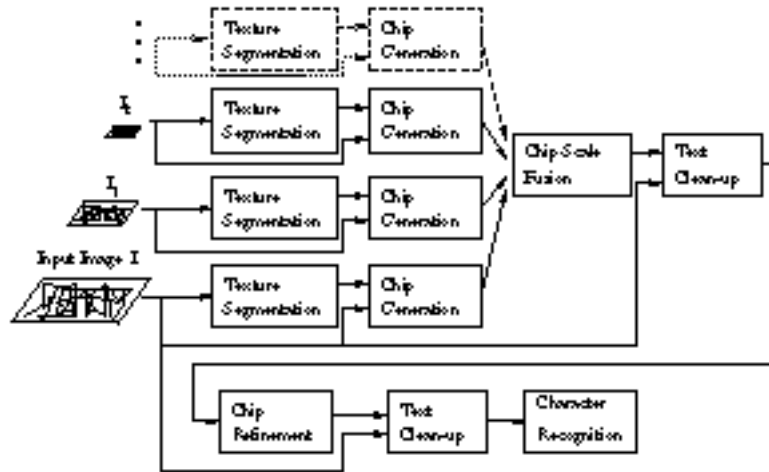 Texture
Segmentation
Chip
Generation
I₂
Texture
Segmentation
Chip
Generation
Chip Scale
Fusion
Text
Clean-up
I₁
Texture
Segmentation
Chip
Generation
Input Image I
Texture
Segmentation
Chip
Generation
Chip
Refinement
Text
Clean-up
Character
Recognition